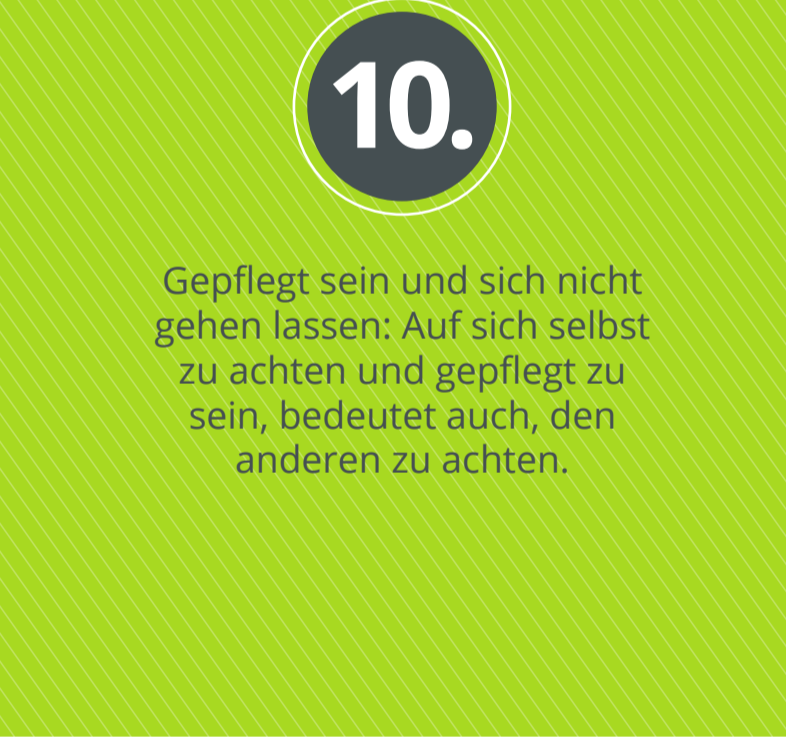 10.
Gepflegt sein und sich nicht
gehen lassen: Auf sich selbst
zu achten und gepflegt zu
sein, bedeutet auch, den
anderen zu achten.